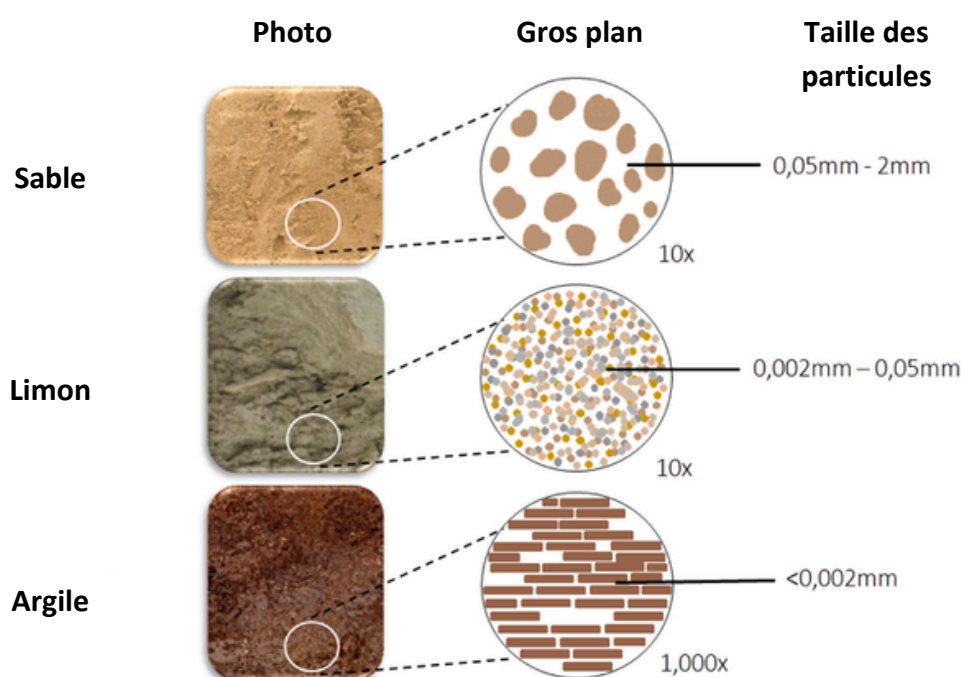 Photo
Gros plan
Taille des
particules
Sable
0,05mm - 2mm
10x
Limon
0,002mm – 0,05mm
10x
Argile
<0,002mm
1,000x